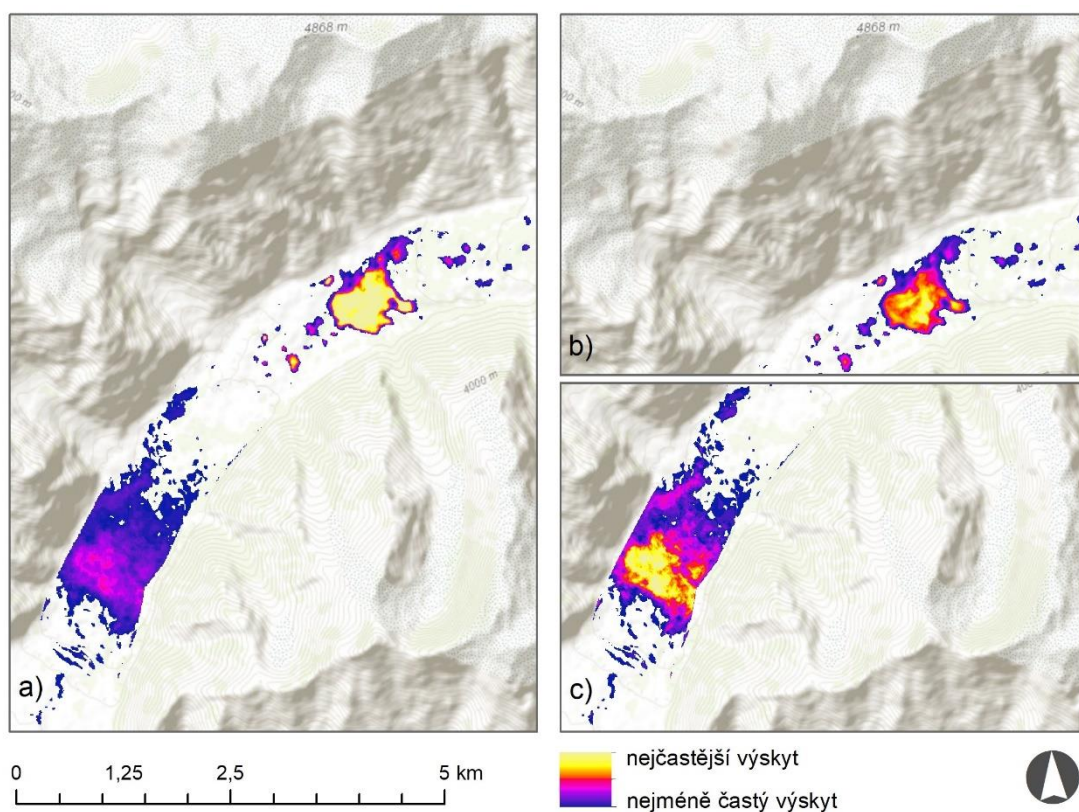 4868 m
4868 m
b)
4000 m
a)
c)
0 1,25 2,5 5 km
nejčastější výskyt
nejméně častý výskyt